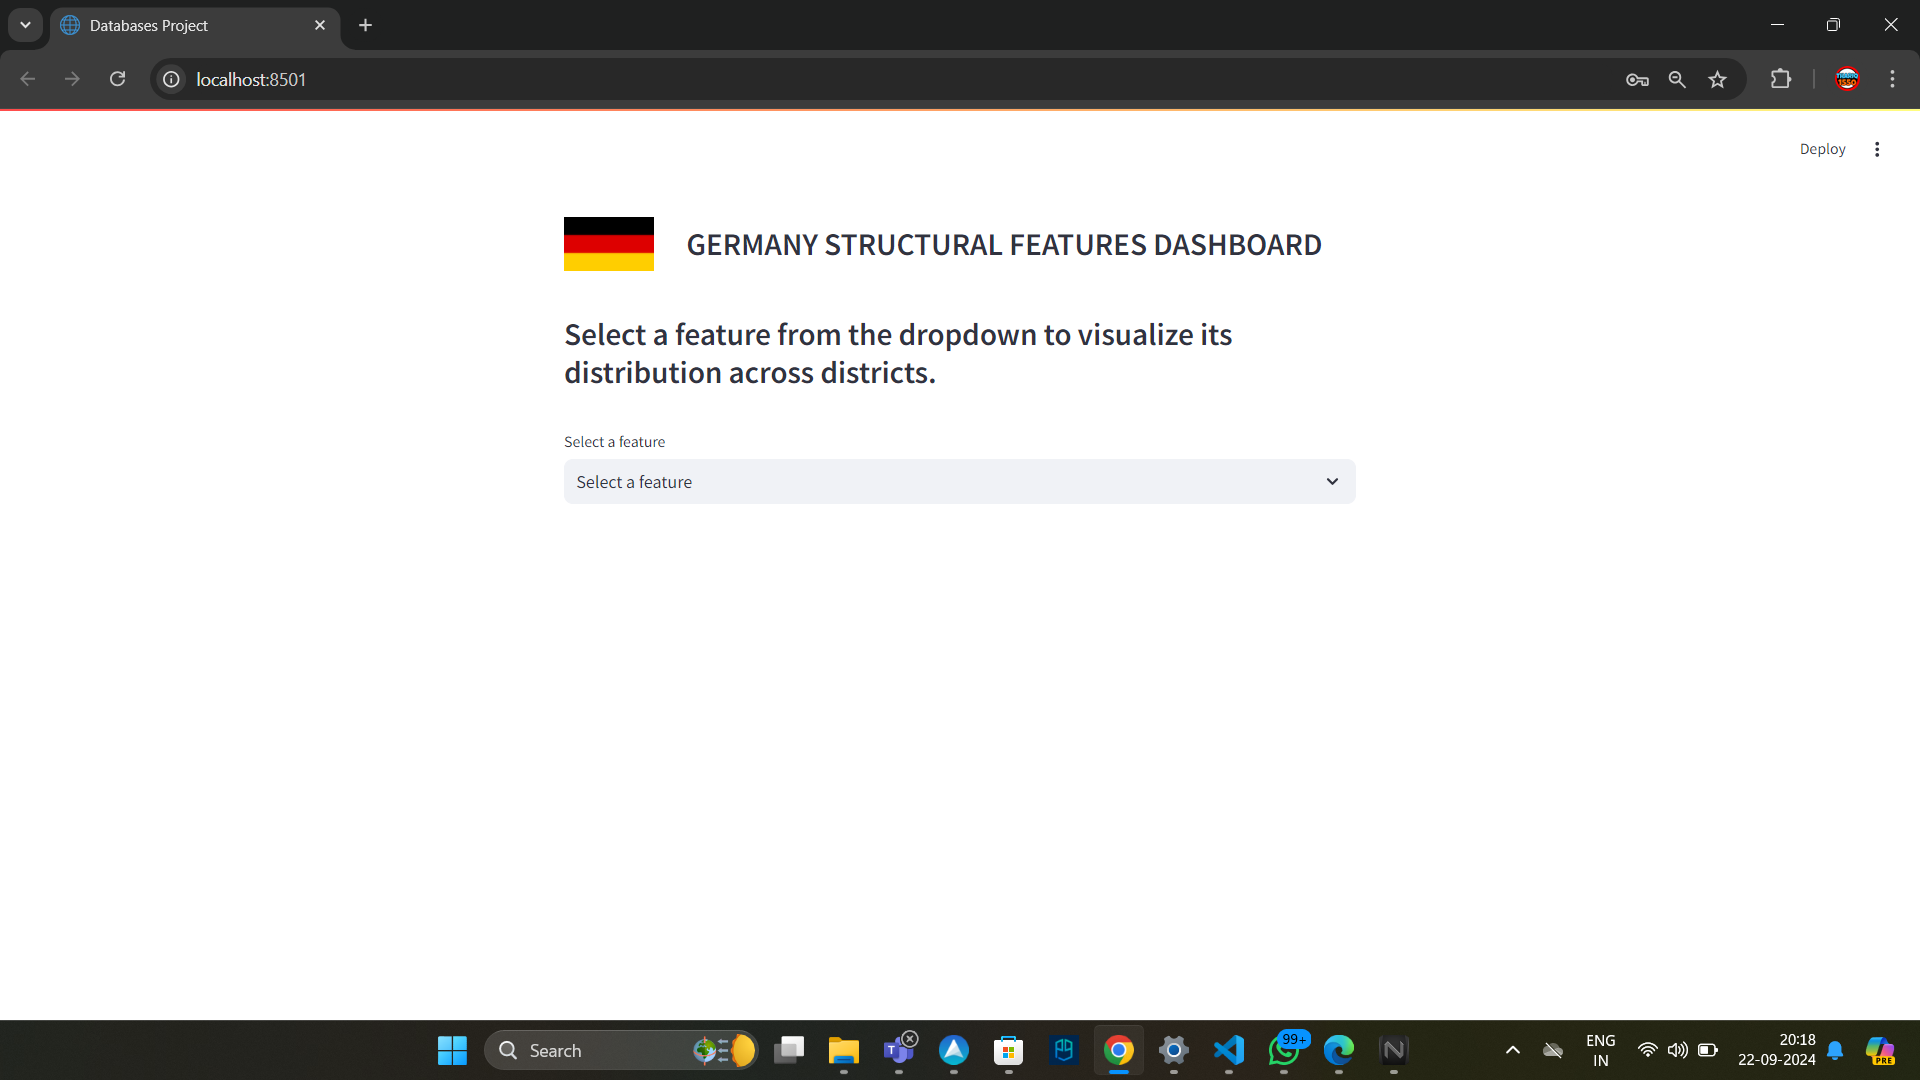 Databases Project
localhost:8501
Deploy
GERMANY STRUCTURAL FEATURES DASHBOARD
Select a feature from the dropdown to visualize its
distribution across districts.
Select a feature
Select a feature
Search
99+
ENG
IN
20:18
22-09-2024
PRE